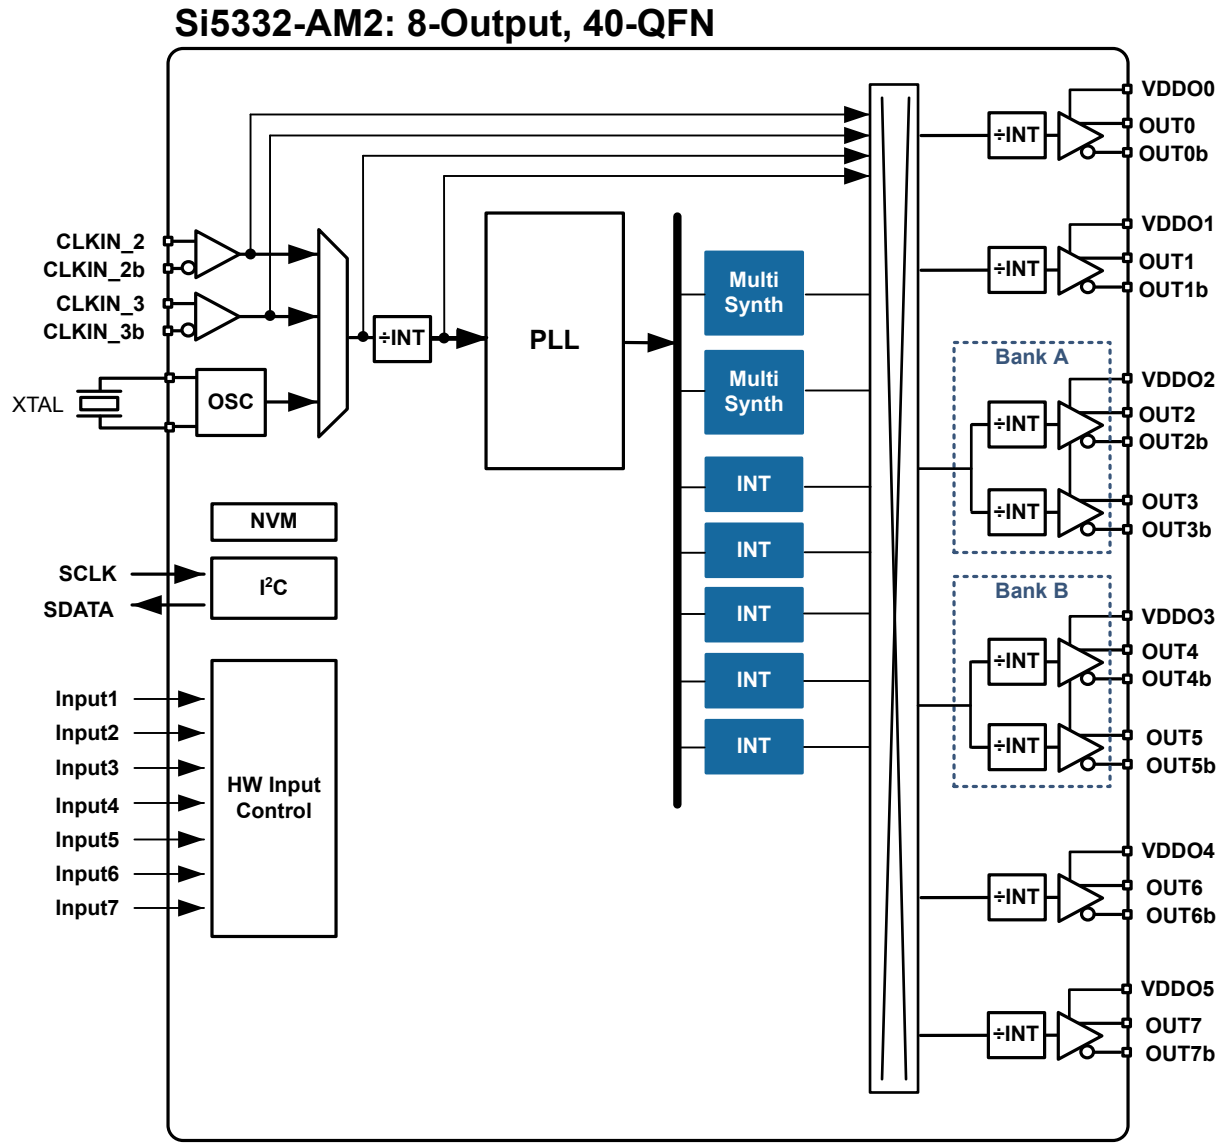 Si5332-AM2: 8-Output, 40-QFN
CLKIN_2
CLKIN_2b
CLKIN_3
CLKIN_3b
XTAL
OSC
÷INT
PLL
NVM
SCLK
SDATA
I²C
Input1
Input2
Input3
Input4
Input5
Input6
Input7
HW Input
Control
Multi
Synth
Multi
Synth
INT
INT
INT
INT
INT
÷INT
VDDO0
OUT0
OUT0b
÷INT
VDDO1
OUT1
OUT1b
Bank A
÷INT
VDDO2
OUT2
OUT2b
÷INT
OUT3
OUT3b
Bank B
÷INT
VDDO3
OUT4
OUT4b
÷INT
OUT5
OUT5b
÷INT
VDDO4
OUT6
OUT6b
÷INT
VDDO5
OUT7
OUT7b